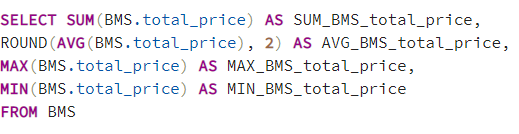 SELECT SUM(BMS.total_price) AS SUM_BMS_total_price,
ROUND(AVG(BMS.total_price), 2) AS AVG_BMS_total_price,
MAX(BMS.total_price) AS MAX_BMS_total_price,
MIN(BMS.total_price) AS MIN_BMS_total_price
FROM BMS